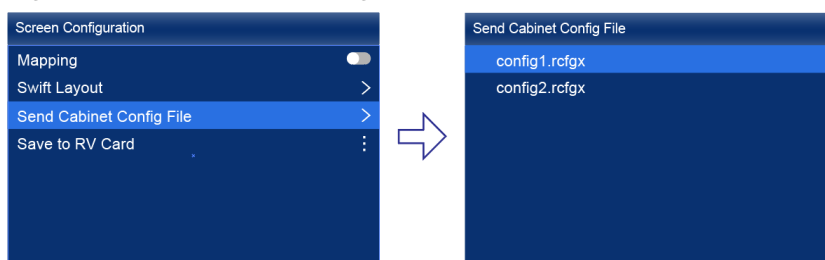 Screen Configuration
Mapping
Swift Layout
Send Cabinet Config File
Save to RV Card
Send Cabinet Config File
config1.rcfgx
config2.rcfgx